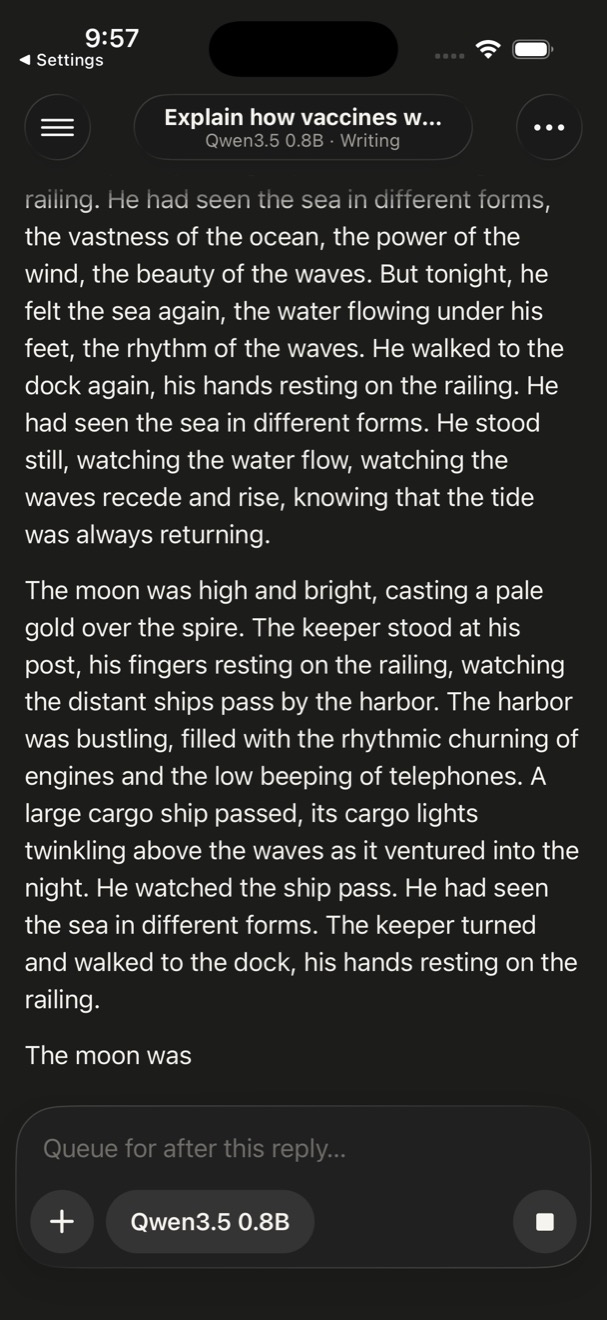 9:57
◀ Settings
Explain how vaccines w...
Qwen3.5 0.8B · Writing
railing. He had seen the sea in different forms,
the vastness of the ocean, the power of the
wind, the beauty of the waves. But tonight, he
felt the sea again, the water flowing under his
feet, the rhythm of the waves. He walked to the
dock again, his hands resting on the railing. He
had seen the sea in different forms. He stood
still, watching the water flow, watching the
waves recede and rise, knowing that the tide
was always returning.
The moon was high and bright, casting a pale
gold over the spire. The keeper stood at his
post, his fingers resting on the railing, watching
the distant ships pass by the harbor. The harbor
was bustling, filled with the rhythmic churning of
engines and the low beeping of telephones. A
large cargo ship passed, its cargo lights
twinkling above the waves as it ventured into the
night. He watched the ship pass. He had seen
the sea in different forms. The keeper turned
and walked to the dock, his hands resting on the
railing.
The moon was
Queue for after this reply...
Qwen3.5 0.8B